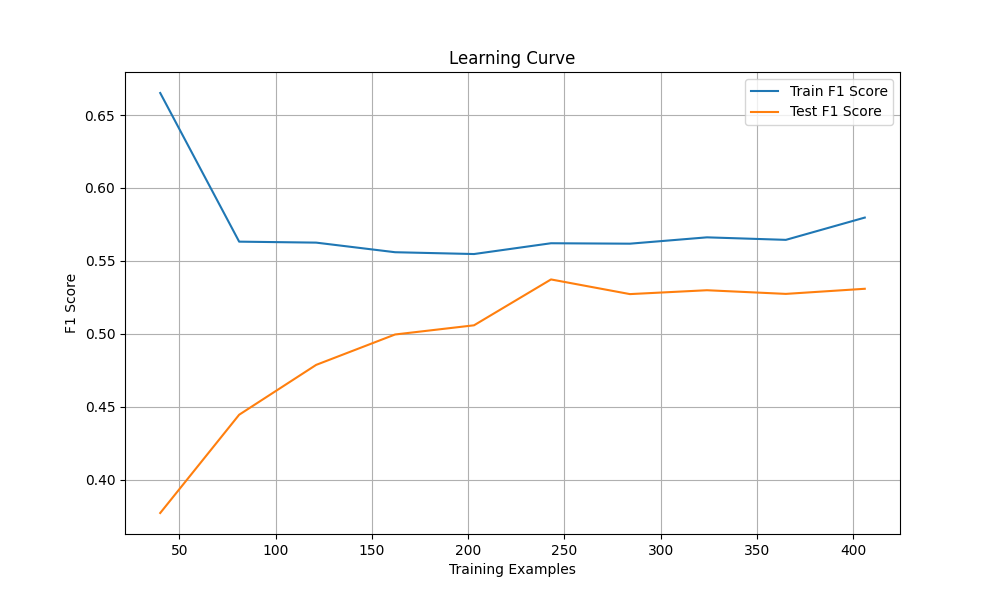 Learning Curve
Train F1 Score
Test F1 Score
0.65
0.60
0.55
0.50
0.45
0.40
F1 Score
50 100 150 200 250 300 350 400
Training Examples